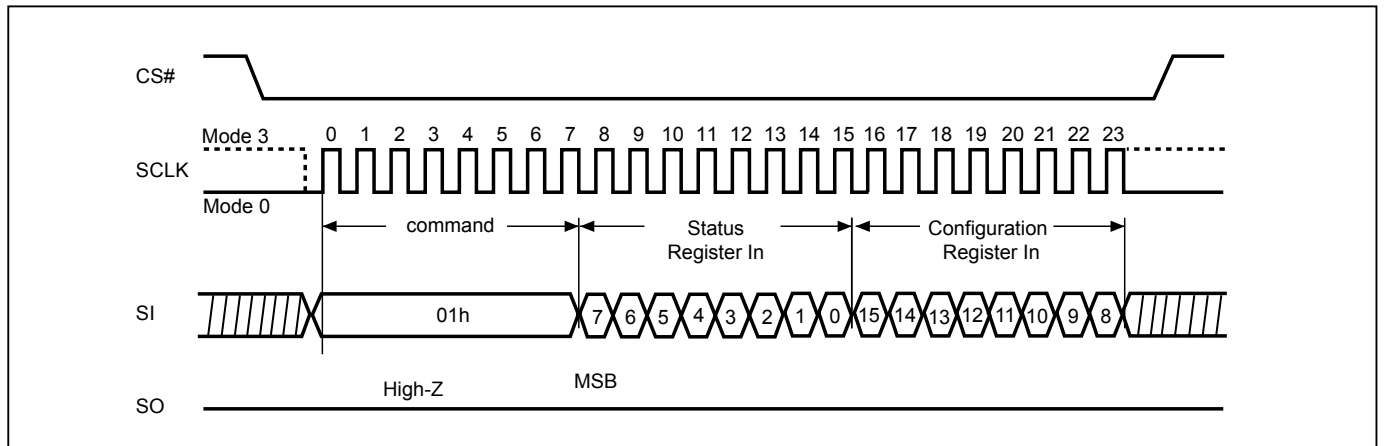 CS#
Mode 3
0 1 2 3 4 5 6 7 8 9 10 11 12 13 14 15 16 17 18 19 20 21 22 23
SCLK
Mode 0
command
Status
Register In
Configuration
Register In
SI
01h
7 6 5 4 3 2 1 0 15 14 13 12 11 10 9 8
High-Z
MSB
SO